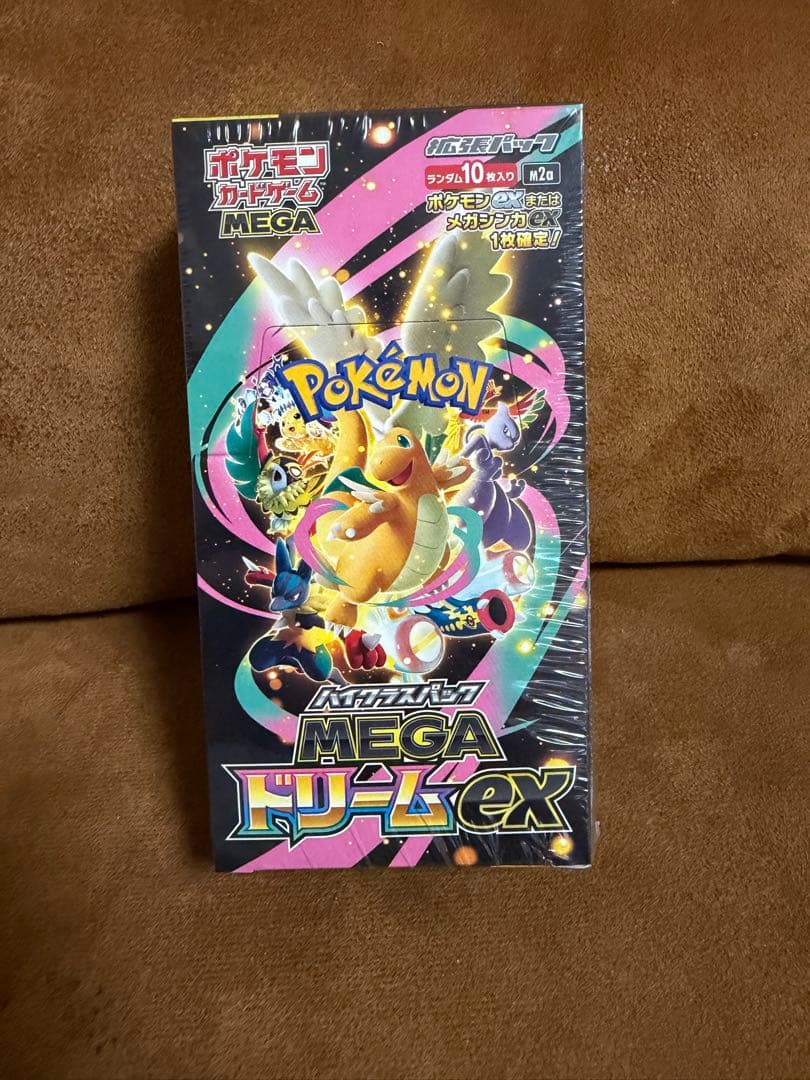 ポケモン
カードゲーム
MEGA
拡張パック
ランダム10枚入り
M2a
ポケモンexまたは
メガシンカex
1枚確定!
POKéMON
ハイクラスパック
MEGA
ドリームex